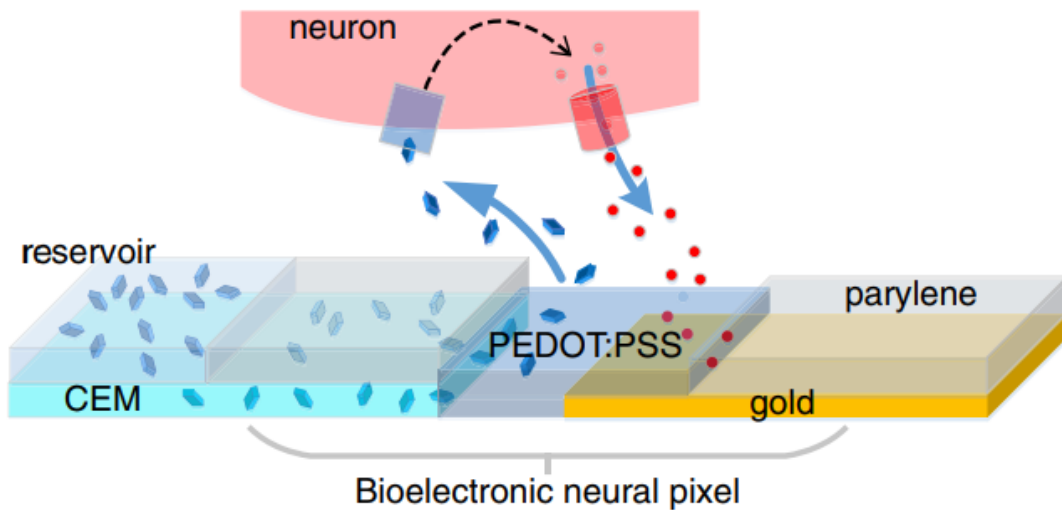 neuron
reservoir
parylene
PEDOT:PSS
CEM
gold
Bioelectronic neural pixel